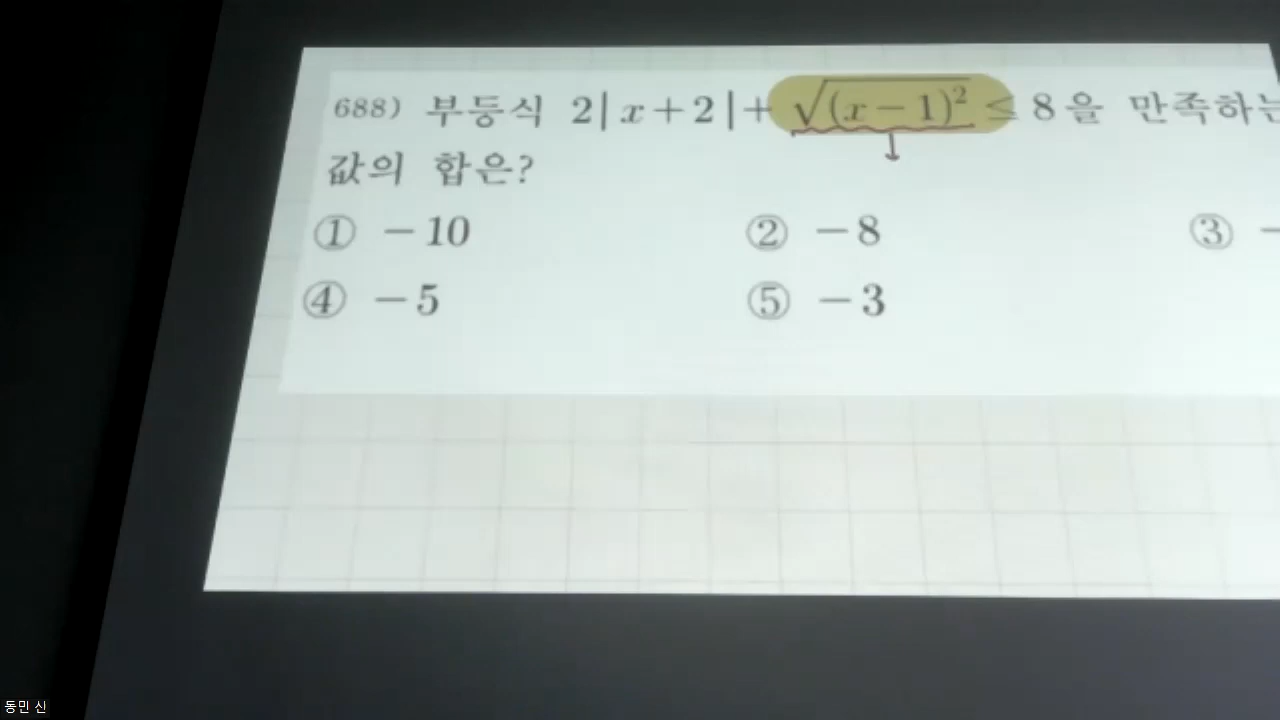 688) 부등식 2|x+2|+√(x-1)² ≤ 8을 만족하는
값의 합은?
① -10 ② -8 ③ -
④ -5 ⑤ -3
동민 신